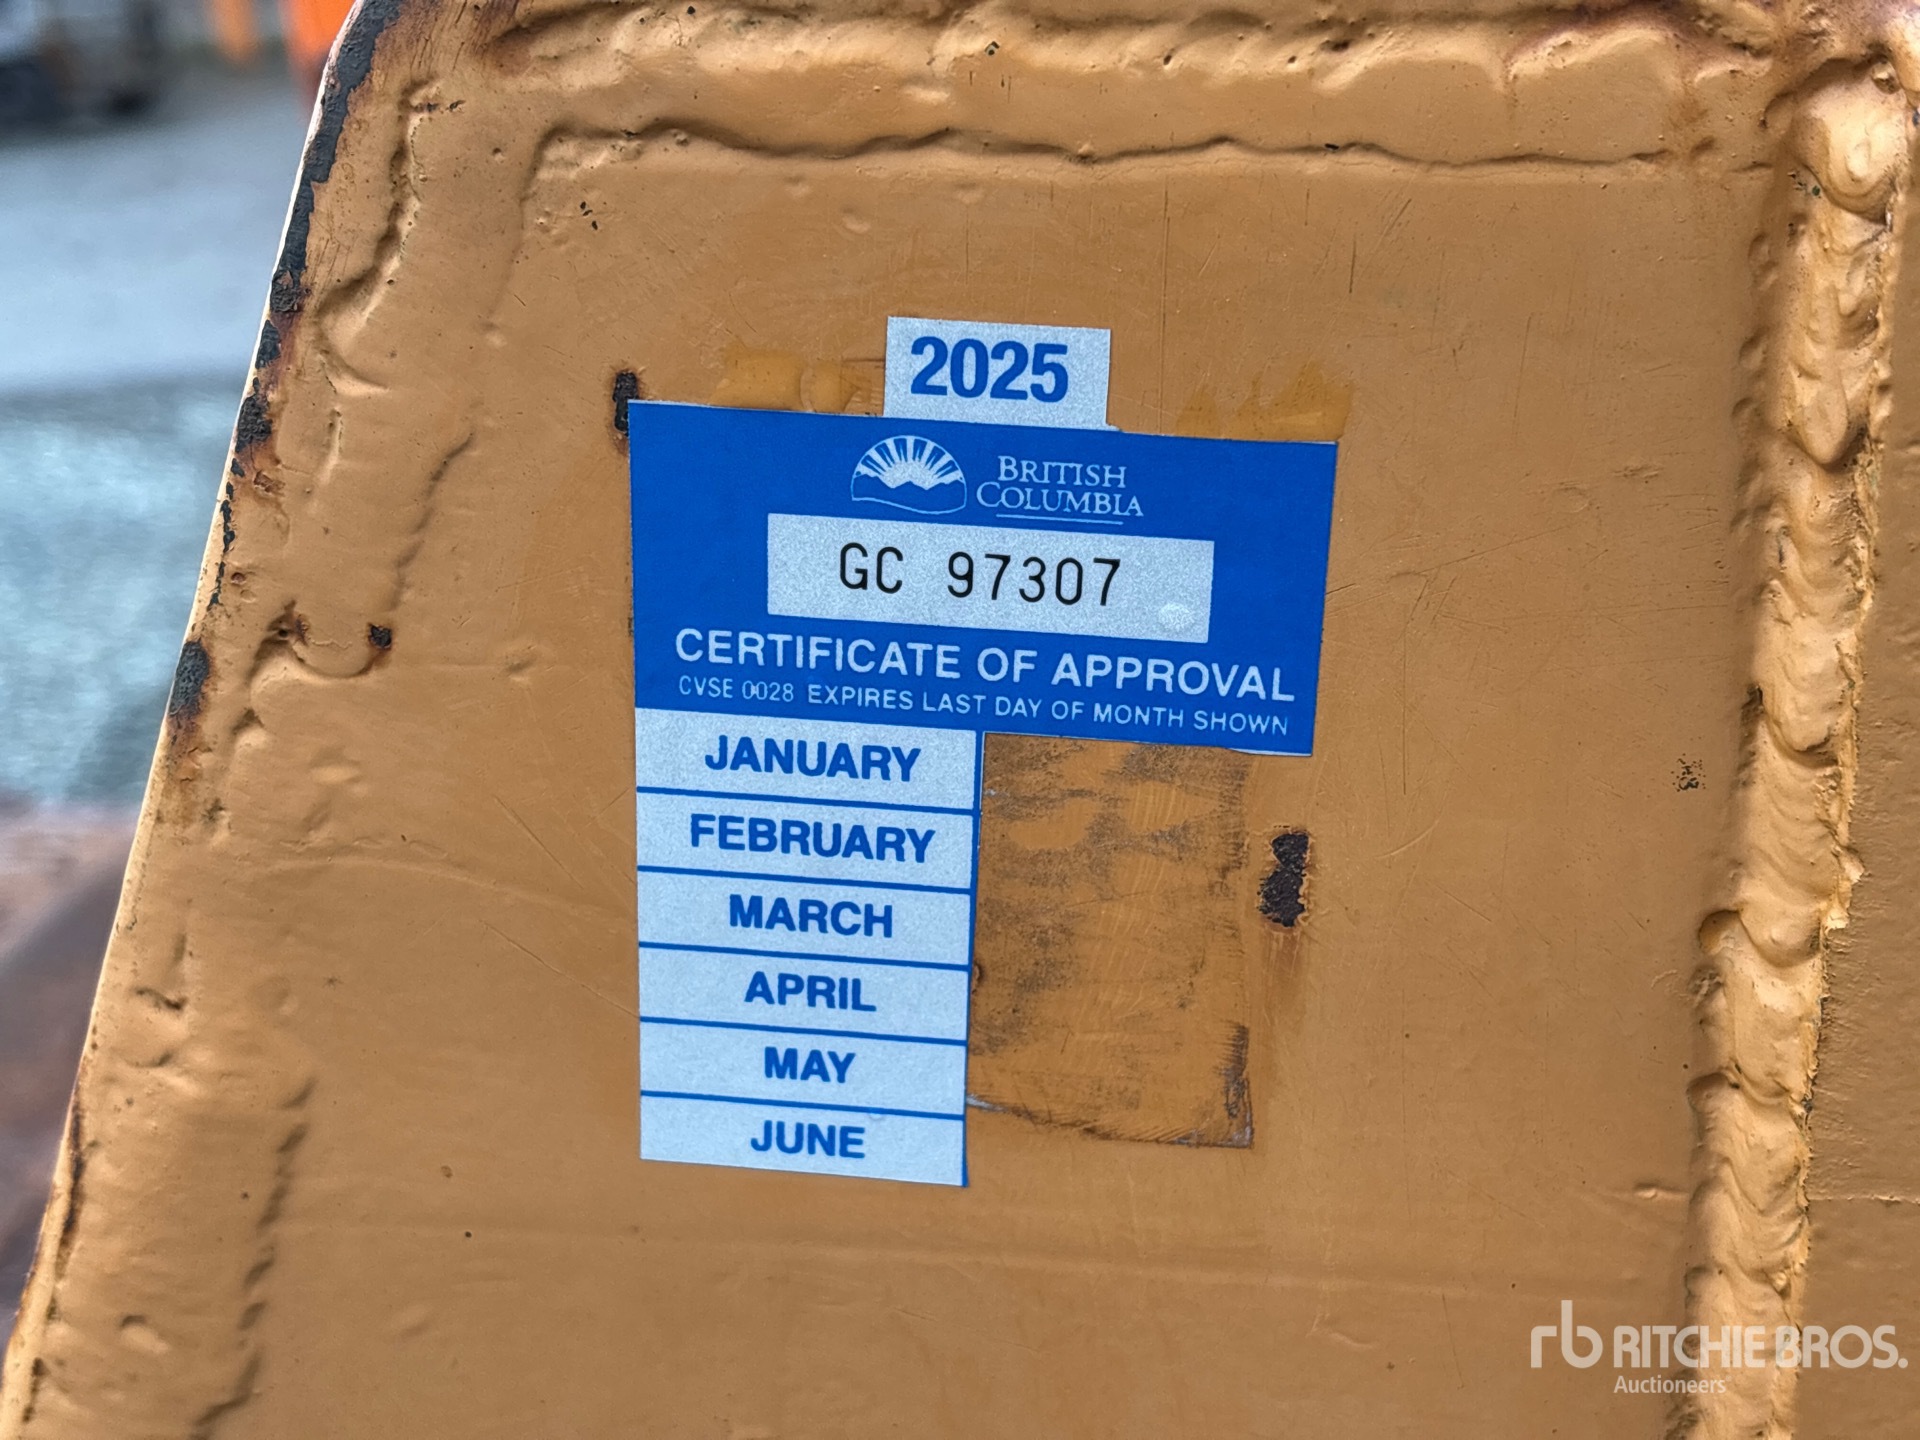 2025
BRITISH
COLUMBIA
GC 97307
CERTIFICATE OF APPROVAL
CVSE 0028 EXPIRES LAST DAY OF MONTH SHOWN
JANUARY
FEBRUARY
MARCH
APRIL
MAY
JUNE
rb RITCHIE BROS.
Auctioneers